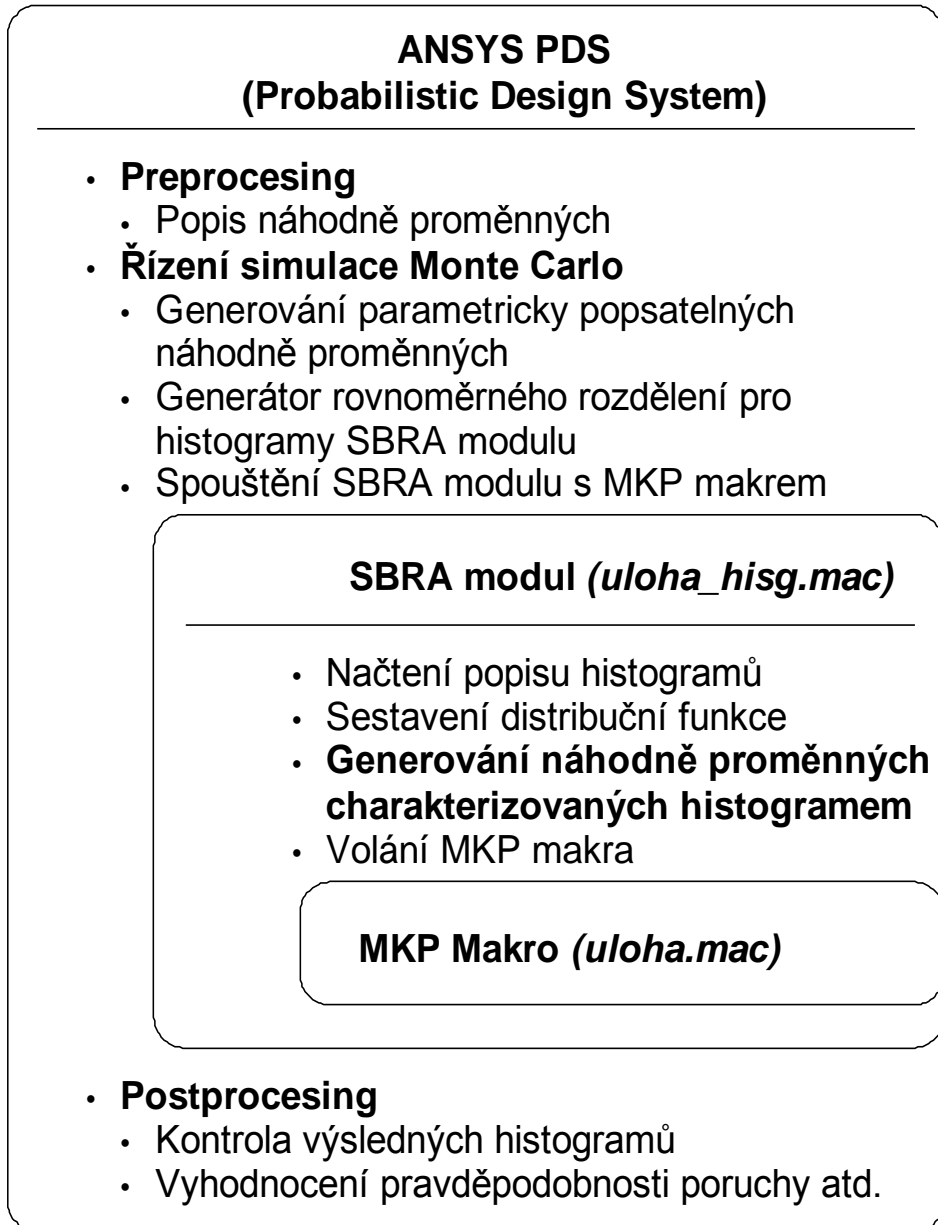 ANSYS PDS
(Probabilistic Design System)
• Preprocesing
• Popis náhodně proměnných
• Řízení simulace Monte Carlo
• Generování parametricky popsatelných
náhodně proměnných
• Generátor rovnoměrného rozdělení pro
histogramy SBRA modulu
• Spouštění SBRA modulu s MKP makrem
SBRA modul (uloha_hisg.mac)
• Načtení popisu histogramů
• Sestavení distribuční funkce
• Generování náhodně proměnných
charakterizovaných histogramem
• Volání MKP makra
MKP Makro (uloha.mac)
• Postprocesing
• Kontrola výsledných histogramů
• Vyhodnocení pravděpodobnosti poruchy atd.